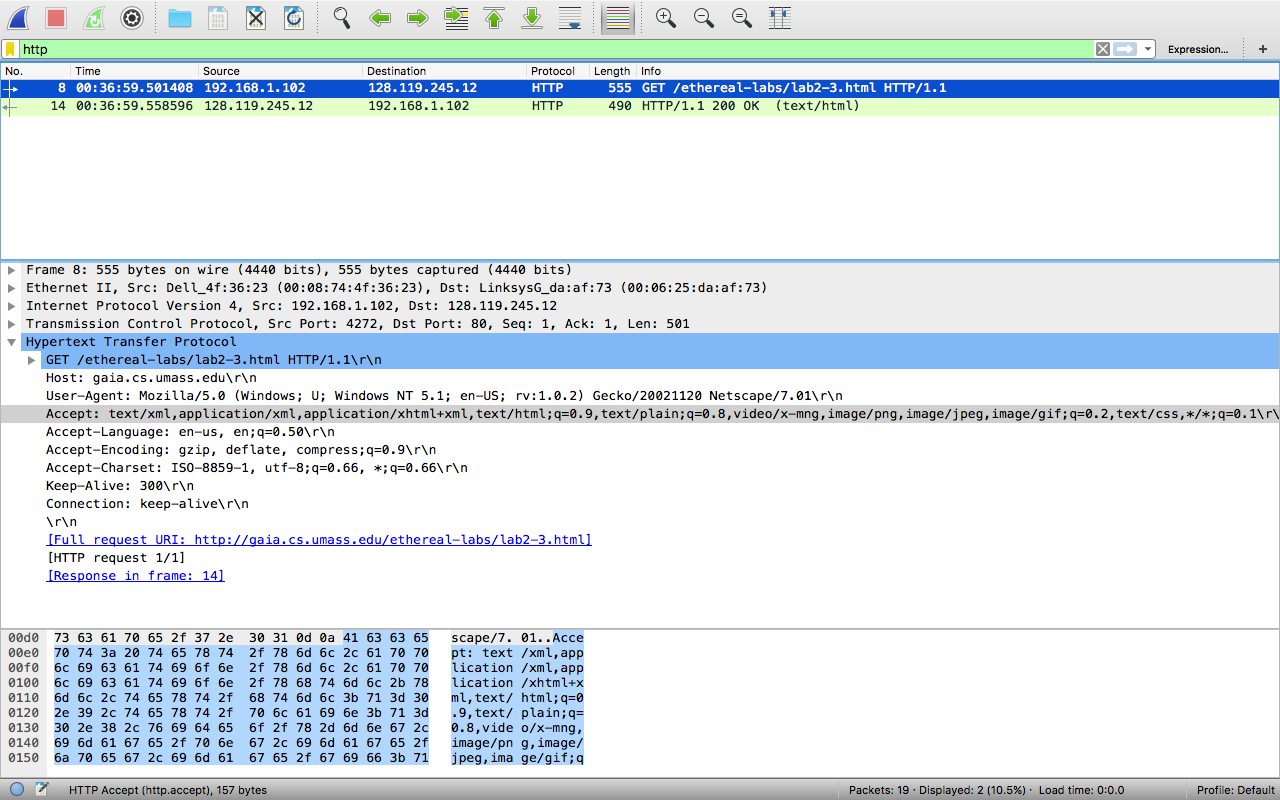 http
Expression...
+
No. Time Source Destination Protocol Length Info
8 00:36:59.501408 192.168.1.102 128.119.245.12 HTTP 555 GET /ethereal-labs/lab2-3.html HTTP/1.1
14 00:36:59.558596 128.119.245.12 192.168.1.102 HTTP 490 HTTP/1.1 200 OK (text/html)
Frame 8: 555 bytes on wire (4440 bits), 555 bytes captured (4440 bits)
Ethernet II, Src: Dell_4f:36:23 (00:08:74:4f:36:23), Dst: LinksysG_da:af:73 (00:06:25:da:af:73)
Internet Protocol Version 4, Src: 192.168.1.102, Dst: 128.119.245.12
Transmission Control Protocol, Src Port: 4272, Dst Port: 80, Seq: 1, Ack: 1, Len: 501
Hypertext Transfer Protocol
GET /ethereal-labs/lab2-3.html HTTP/1.1\r\n
Host: gaia.cs.umass.edu\r\n
User-Agent: Mozilla/5.0 (Windows; U; Windows NT 5.1; en-US; rv:1.0.2) Gecko/20021120 Netscape/7.01\r\n
Accept: text/xml,application/xml,application/xhtml+xml,text/html;q=0.9,text/plain;q=0.8,video/x-mng,image/png,image/jpeg,image/gif;q=0.2,text/css,*/*;q=0.1\r\
Accept-Language: en-us, en;q=0.50\r\n
Accept-Encoding: gzip, deflate, compress;q=0.9\r\n
Accept-Charset: ISO-8859-1, utf-8;q=0.66, *;q=0.66\r\n
Keep-Alive: 300\r\n
Connection: keep-alive\r\n
\r\n
[Full request URI: http://gaia.cs.umass.edu/ethereal-labs/lab2-3.html]
[HTTP request 1/1]
[Response in frame: 14]
00d0 73 63 61 70 65 2f 37 2e 30 31 0d 0a 41 63 63 65 scape/7. 01..Acce
00e0 70 74 3a 20 74 65 78 74 2f 78 6d 6c 2c 61 70 70 pt: text /xml,app
00f0 6c 69 63 61 74 69 6f 6e 2f 78 6d 6c 2c 61 70 70 lication /xml,app
0100 6c 69 63 61 74 69 6f 6e 2f 78 68 74 6d 6c 2b 78 lication /xhtml+x
0110 6d 6c 2c 74 65 78 74 2f 68 74 6d 6c 3b 71 3d 30 ml,text/ html;q=0
0120 2e 39 2c 74 65 78 74 2f 70 6c 61 69 6e 3b 71 3d .9,text/ plain;q=
0130 30 2e 38 2c 76 69 64 65 6f 2f 78 2d 6d 6e 67 2c 0.8,vide o/x-mng,
0140 69 6d 61 67 65 2f 70 6e 67 2c 69 6d 61 67 65 2f image/pn g,image/
0150 6a 70 65 67 2c 69 6d 61 67 65 2f 67 69 66 3b 71 jpeg,ima ge/gif;q
HTTP Accept (http.accept), 157 bytes
Packets: 19 · Displayed: 2 (10.5%) · Load time: 0:0.0
Profile: Default